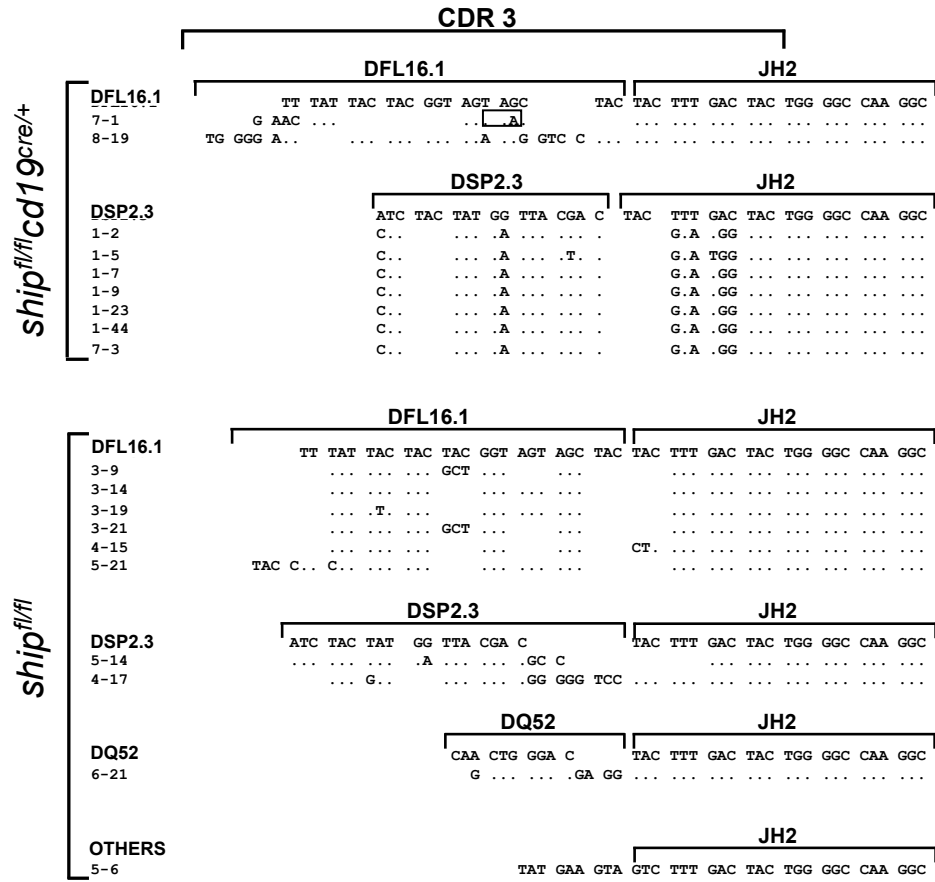 CDR 3
ship^fl/fl cd19^cre/+
DFL16.1 JH2
DFL16.1 TT TAT TAC TAC GGT AGT AGC TAC TAC TTT GAC TAC TGG GGC CAA GGC
7-1 G AAC ... ... .A. ... ... ... ... ... ... ... ...
8-19 TG GGG A.. ... ... ... A ..G GTC C .. ... ... ... ... ... ... ... ...
DSP2.3 JH2
DSP2.3 ATC TAC TAT GG TTA CGA C TAC TTT GAC TAC TGG GGC CAA GGC
1-2 C.. ... .A ... ... . G.A .GG ... ... ... ... ...
1-5 C.. ... .A ... .T. . G.A TGG ... ... ... ... ...
1-7 C.. ... .A ... ... . G.A .GG ... ... ... ... ...
1-9 C.. ... .A ... ... . G.A .GG ... ... ... ... ...
1-23 C.. ... .A ... ... . G.A .GG ... ... ... ... ...
1-44 C.. ... .A ... ... . G.A .GG ... ... ... ... ...
7-3 C.. ... .A ... ... . G.A .GG ... ... ... ... ...
ship^fl/fl
DFL16.1 JH2
DFL16.1 TT TAT TAC TAC TAC GGT AGT AGC TAC TAC TTT GAC TAC TGG GGC CAA GGC
3-9 ... ... ... GCT ... ... ... ... ... ... ... ... ... ...
3-14 ... ... ... ... ... ... ... ... ... ... ... ... ...
3-19 ... .T. ... ... ... ... ... ... ... ... ... ... ...
3-21 ... ... ... GCT ... ... ... ... ... ... ... ... ... ...
4-15 ... ... ... ... ... ... CT. ... ... ... ... ... ... ...
5-21 TAC C.. C.. ... ... ... ... ... ... ... ... ... ... ... ...
DSP2.3 JH2
DSP2.3 ATC TAC TAT GG TTA CGA C TAC TTT GAC TAC TGG GGC CAA GGC
5-14 ... ... ... .A ... ... .GC C ... ... ... ... ... ...
4-17 ... G.. .. ... ... .GG GGG TCC ... ... ... ... ... ... ... ...
DQ52 JH2
DQ52 CAA CTGG GGA C TAC TTT GAC TAC TGG GGC CAA GGC
6-21 G ... ... .GA GG ... ... ... ... ... ... ... ...
OTHERS JH2
5-6 TAT GAA GTA GTC TTT GAC TAC TGG GGC CAA GGC